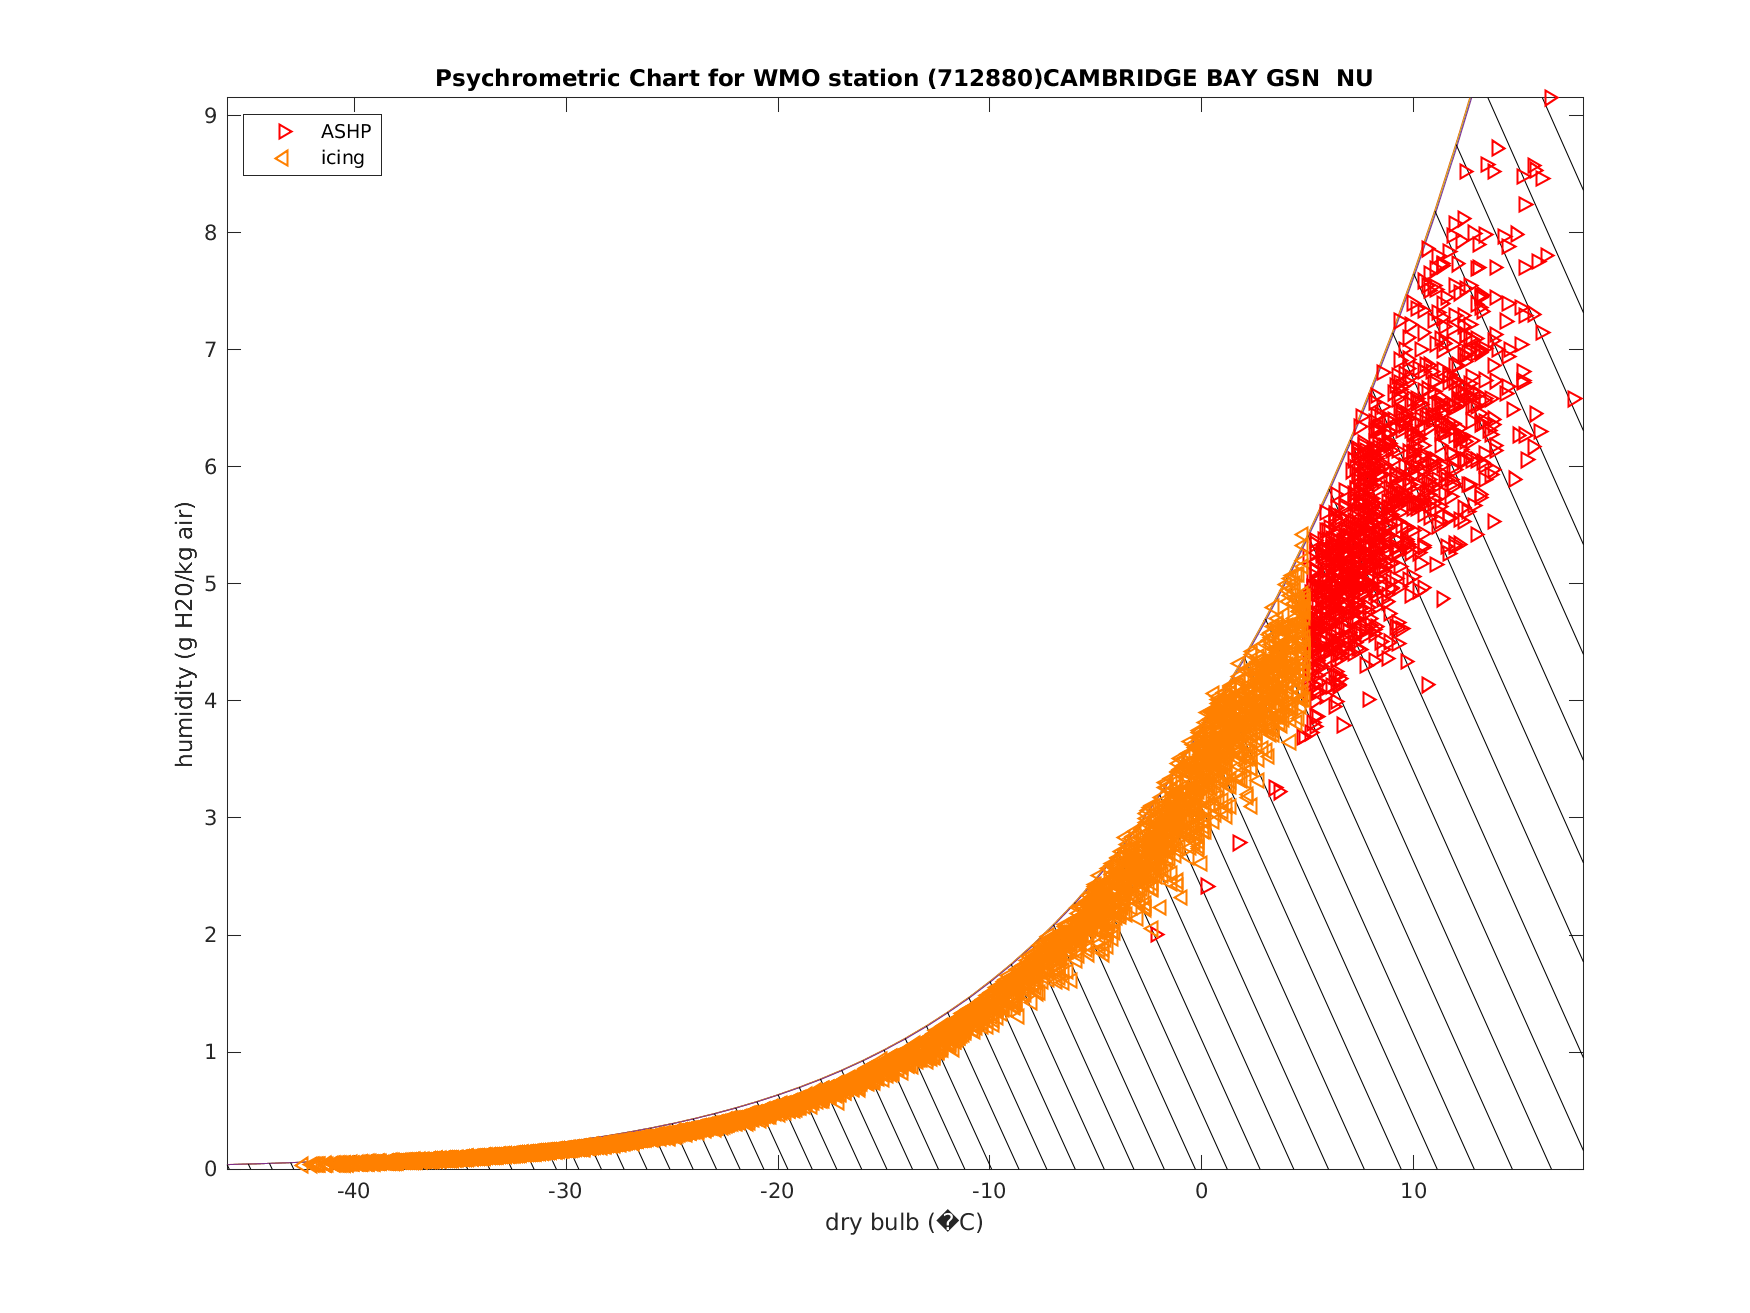 Psychrometric Chart for WMO station (712880)CAMBRIDGE BAY GSN  NU
ASHP
icing
9
8
7
6
5
4
3
2
1
0
humidity (g H20/kg air)
-40 -30 -20 -10 0 10
dry bulb (�C)